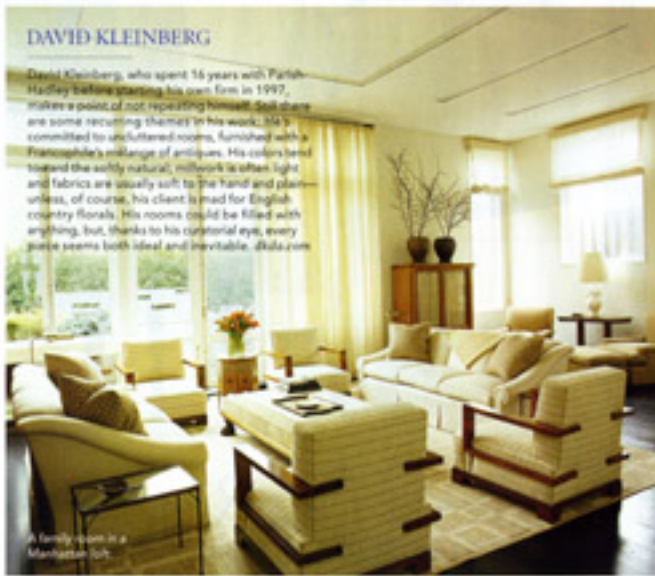 DAVID KLEINBERG
David Kleinberg, who spent 16 years with Parish-
Hadley before starting his own firm in 1997,
makes a point of not repeating himself. Still there
are some recurring themes in his work: He's
committed to uncluttered rooms, furnished with a
Francophile's mélange of antiques. His colors tend
toward the softly natural; millwork is often light
and fabrics are usually soft to the hand and plain—
unless, of course, his client is mad for English
country florals. His rooms could be filled with
anything, but, thanks to his curatorial eye, every
piece seems both ideal and inevitable. dkda.com
A family room in a
Manhattan loft.